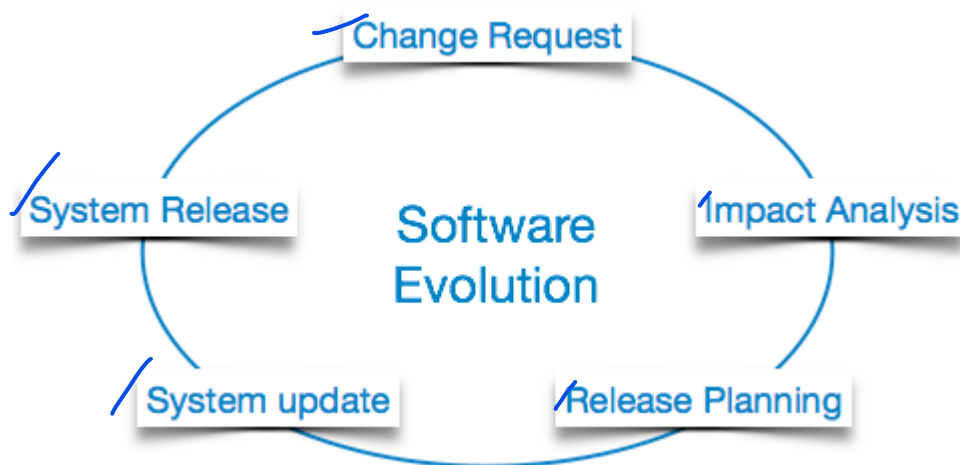 Change Request
System Release
Impact Analysis
Software
Evolution
System update
Release Planning